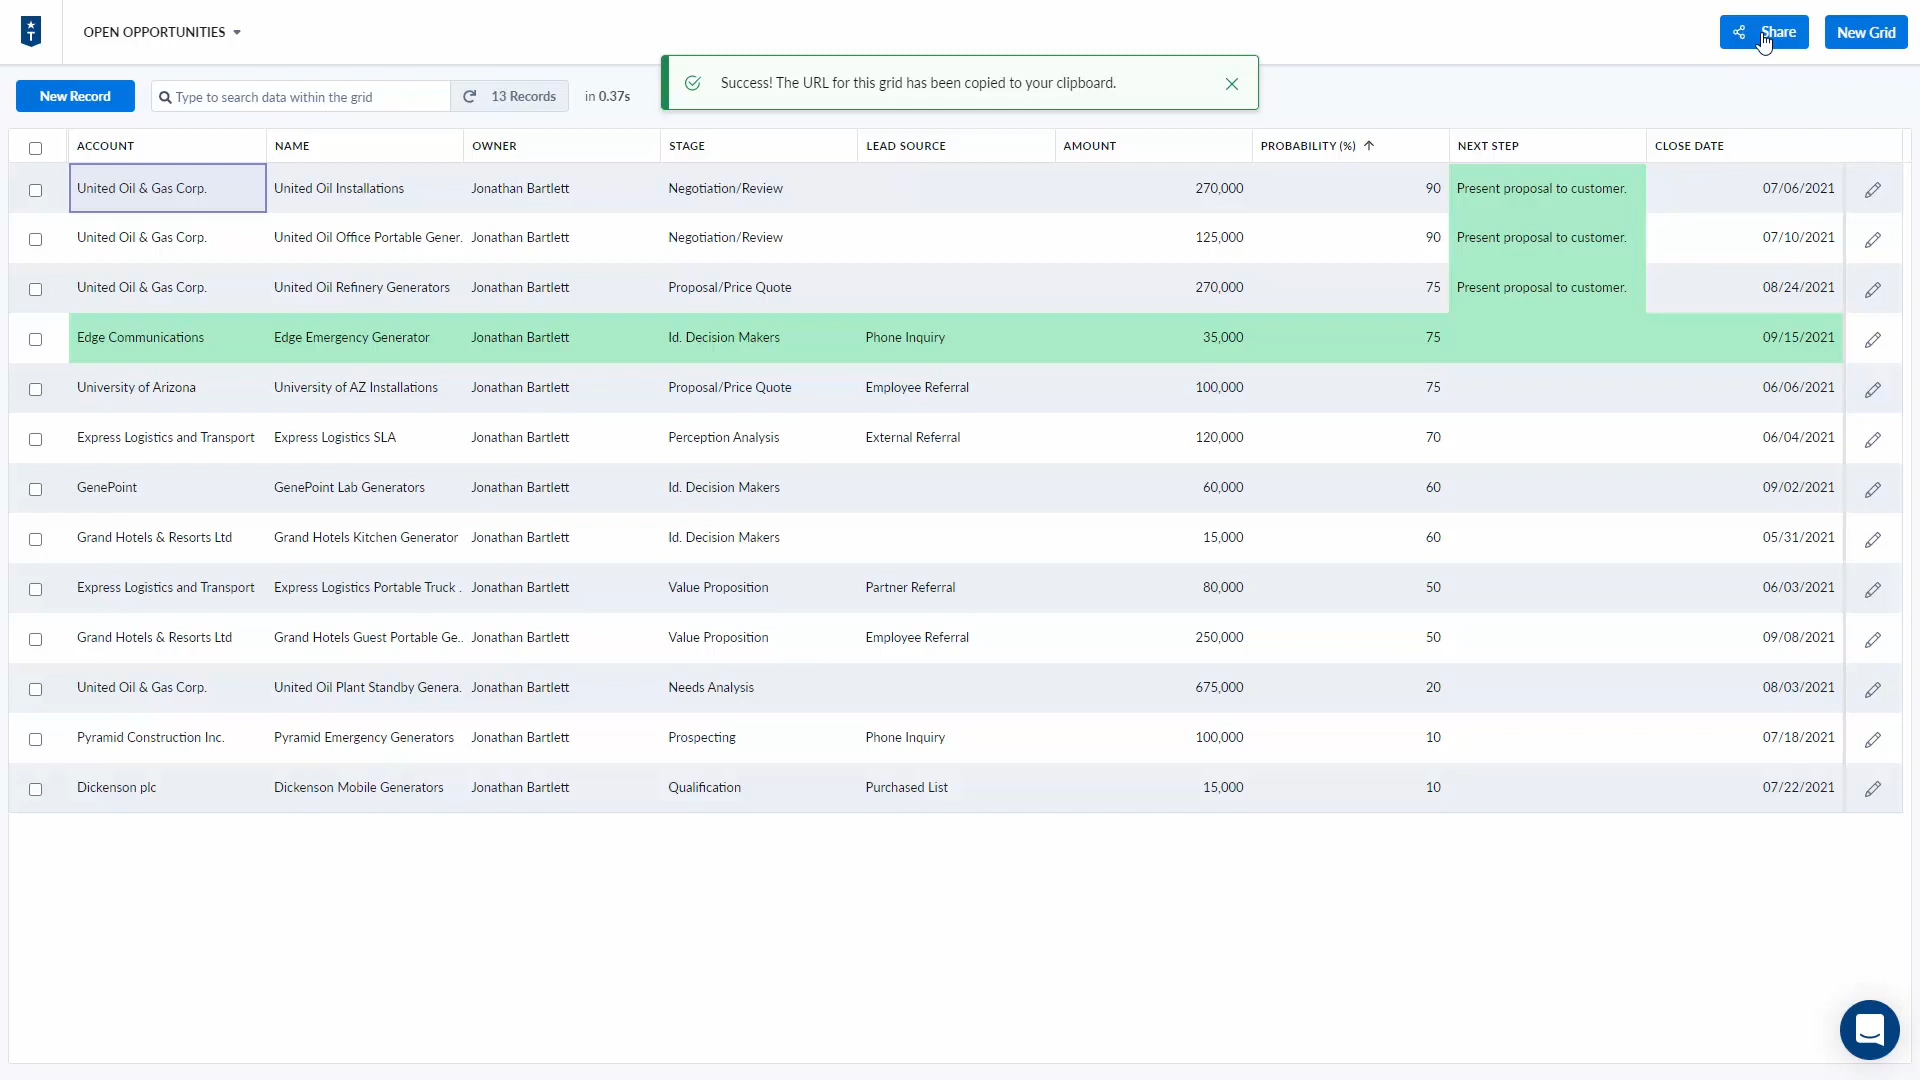 T
OPEN OPPORTUNITIES
Share
New Grid
Success! The URL for this grid has been copied to your clipboard.
New Record
Type to search data within the grid
13 Records
in 0.37s
ACCOUNT NAME OWNER STAGE LEAD SOURCE AMOUNT PROBABILITY (%) NEXT STEP CLOSE DATE
United Oil & Gas Corp. United Oil Installations Jonathan Bartlett Negotiation/Review 270,000 90 Present proposal to customer. 07/06/2021
United Oil & Gas Corp. United Oil Office Portable Gener. Jonathan Bartlett Negotiation/Review 125,000 90 Present proposal to customer. 07/10/2021
United Oil & Gas Corp. United Oil Refinery Generators Jonathan Bartlett Proposal/Price Quote 270,000 75 Present proposal to customer. 08/24/2021
Edge Communications Edge Emergency Generator Jonathan Bartlett Id. Decision Makers Phone Inquiry 35,000 75 09/15/2021
University of Arizona University of AZ Installations Jonathan Bartlett Proposal/Price Quote Employee Referral 100,000 75 06/06/2021
Express Logistics and Transport Express Logistics SLA Jonathan Bartlett Perception Analysis External Referral 120,000 70 06/04/2021
GenePoint GenePoint Lab Generators Jonathan Bartlett Id. Decision Makers 60,000 60 09/02/2021
Grand Hotels & Resorts Ltd Grand Hotels Kitchen Generator Jonathan Bartlett Id. Decision Makers 15,000 60 05/31/2021
Express Logistics and Transport Express Logistics Portable Truck . Jonathan Bartlett Value Proposition Partner Referral 80,000 50 06/03/2021
Grand Hotels & Resorts Ltd Grand Hotels Guest Portable Ge.. Jonathan Bartlett Value Proposition Employee Referral 250,000 50 09/08/2021
United Oil & Gas Corp. United Oil Plant Standby Genera. Jonathan Bartlett Needs Analysis 675,000 20 08/03/2021
Pyramid Construction Inc. Pyramid Emergency Generators Jonathan Bartlett Prospecting Phone Inquiry 100,000 10 07/18/2021
Dickenson plc Dickenson Mobile Generators Jonathan Bartlett Qualification Purchased List 15,000 10 07/22/2021